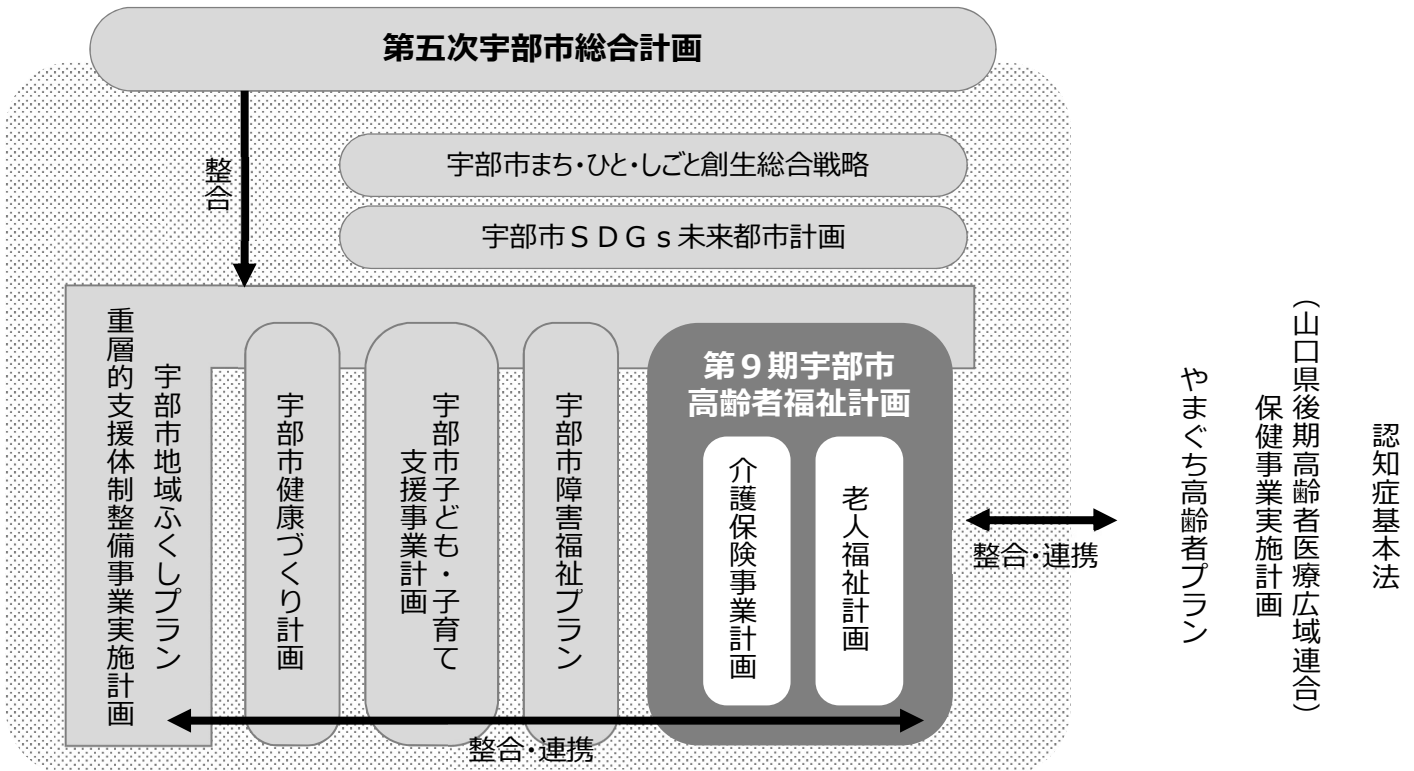 第五次宇部市総合計画
整合
宇部市まち・ひと・しごと創生総合戦略
宇部市ＳＤＧｓ未来都市計画
宇部市地域ふくしプラン
重層的支援体制整備事業実施計画
宇部市健康づくり計画
宇部市子ども・子育て
支援事業計画
宇部市障害福祉プラン
第９期宇部市
高齢者福祉計画
老人福祉計画
介護保険事業計画
整合・連携
整合・連携
認知症基本法
（山口県後期高齢者医療広域連合）
保健事業実施計画
やまぐち高齢者プラン